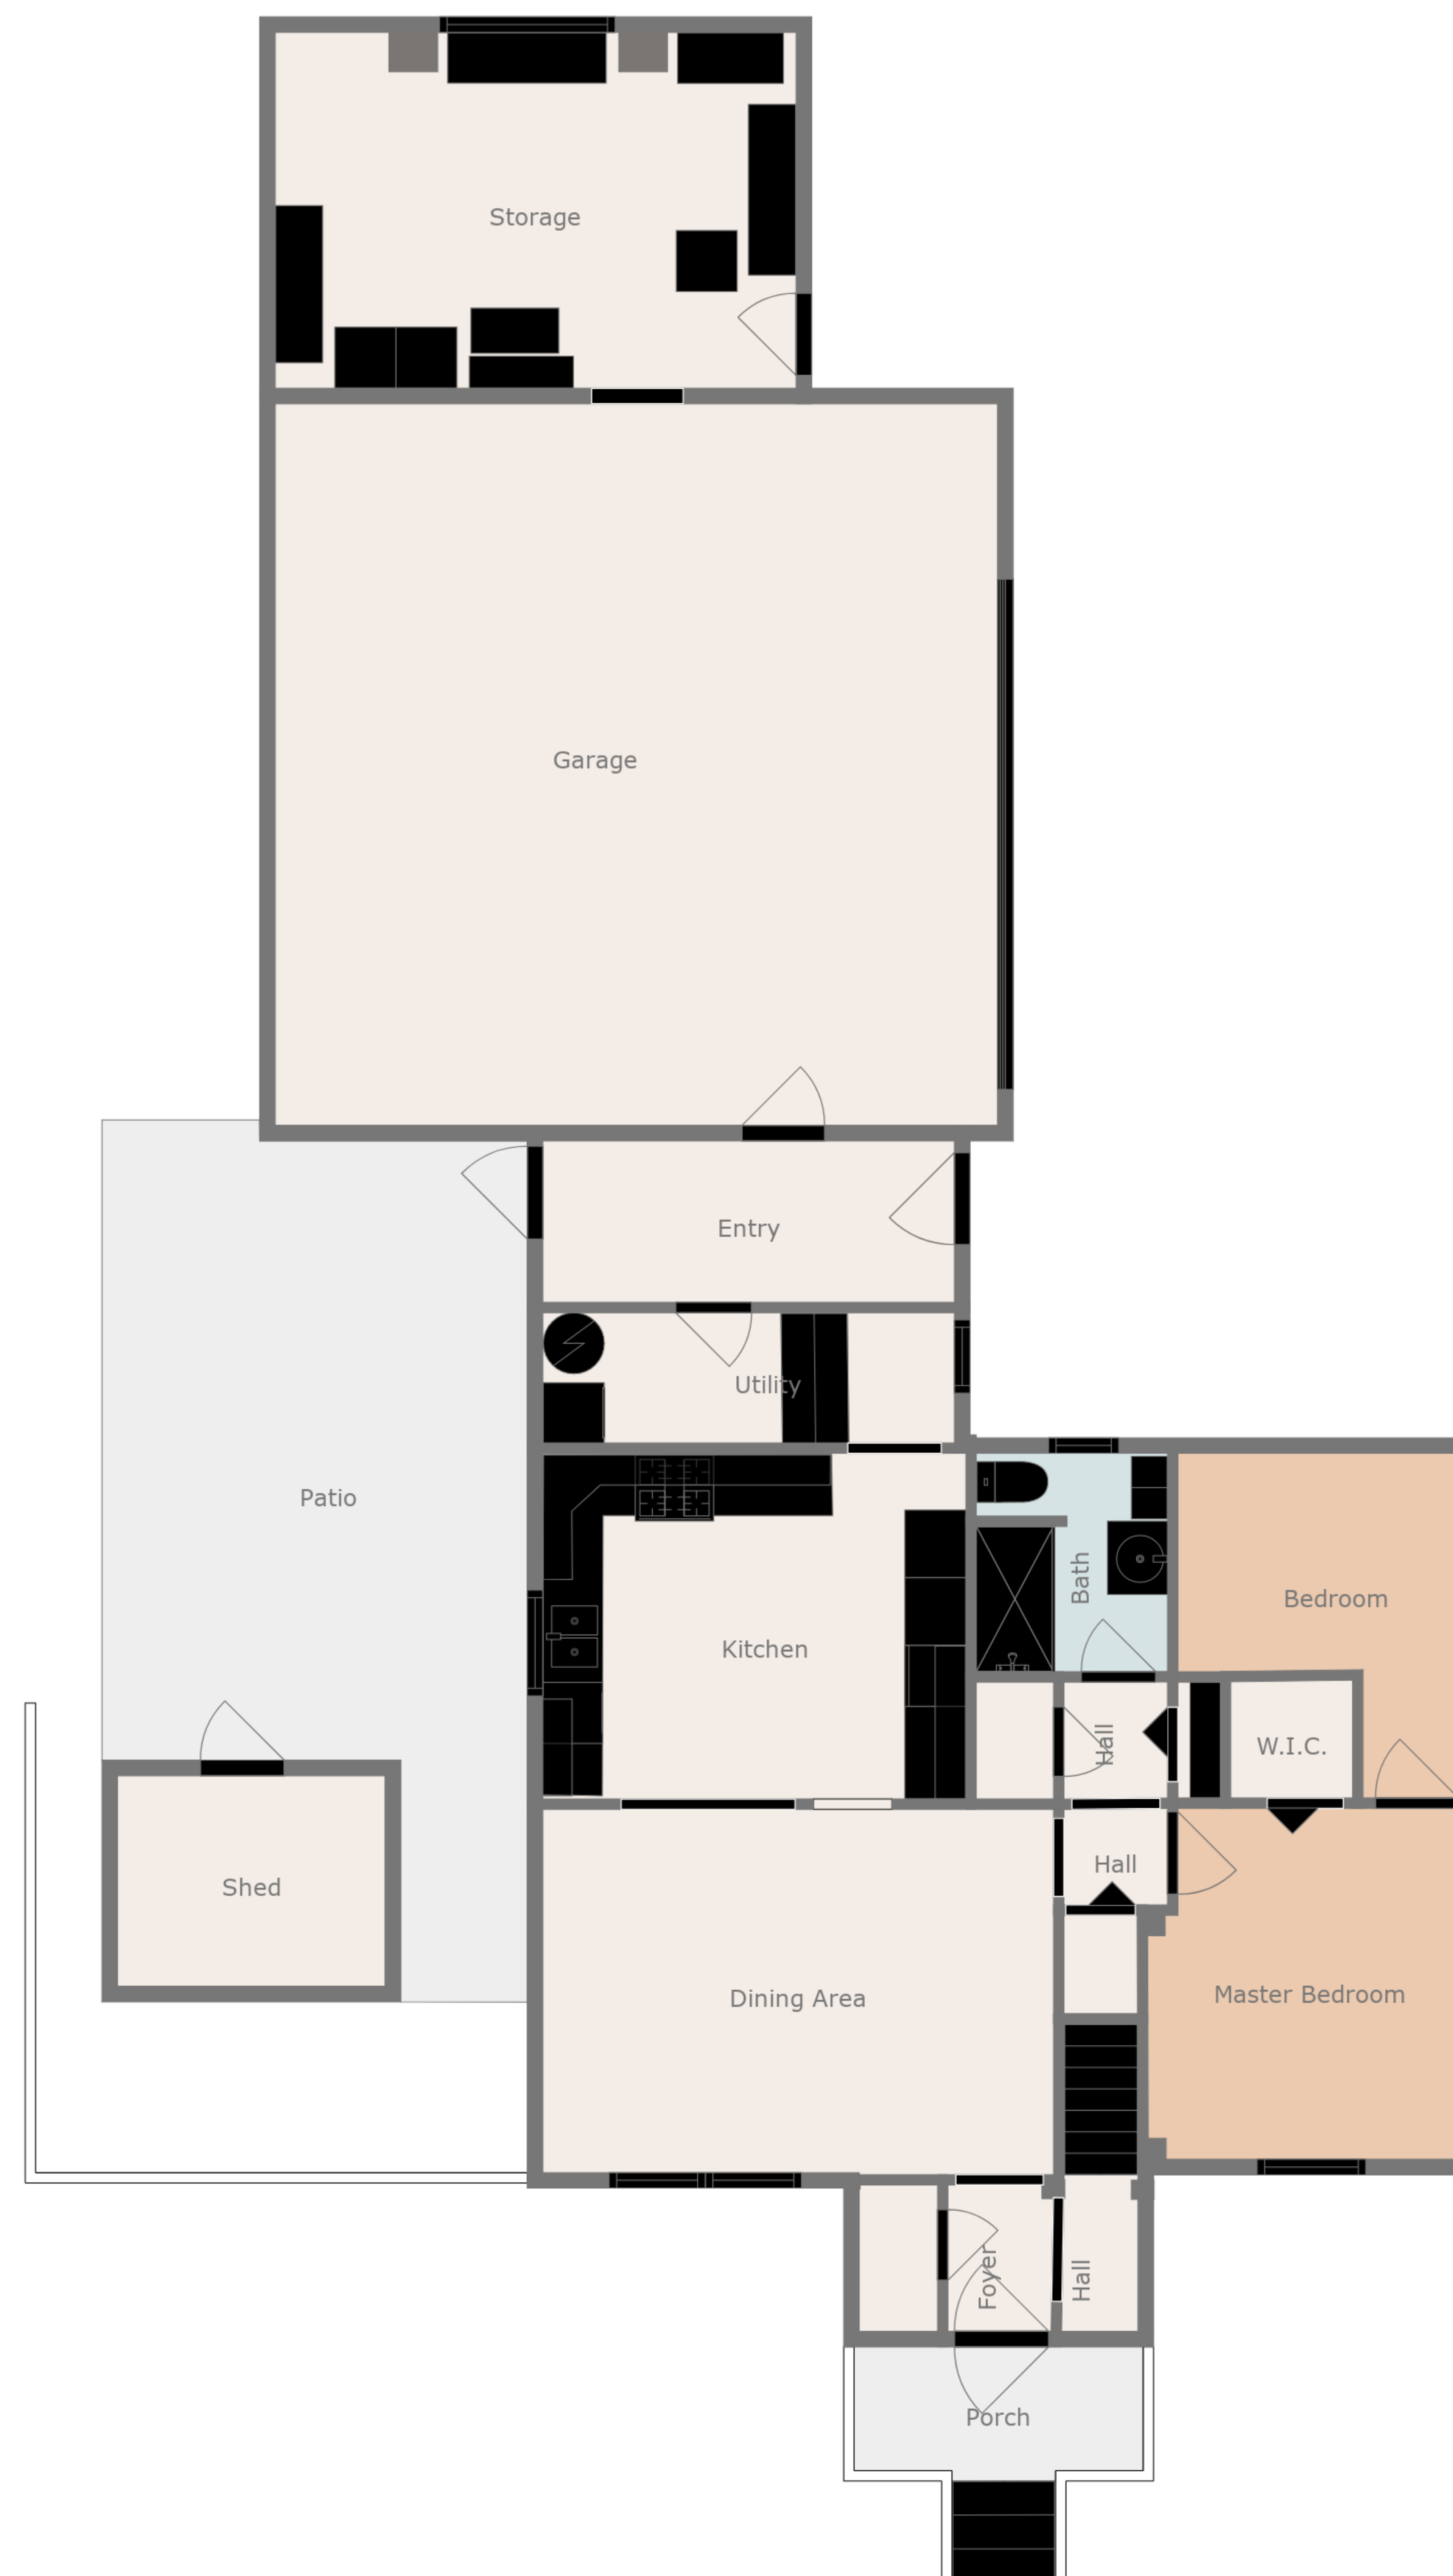 Storage
Garage
Entry
Utility
Patio
Bath
Bedroom
Kitchen
Hall
W.I.C.
Hall
Shed
Master Bedroom
Dining Area
Foyer
Hall
Porch